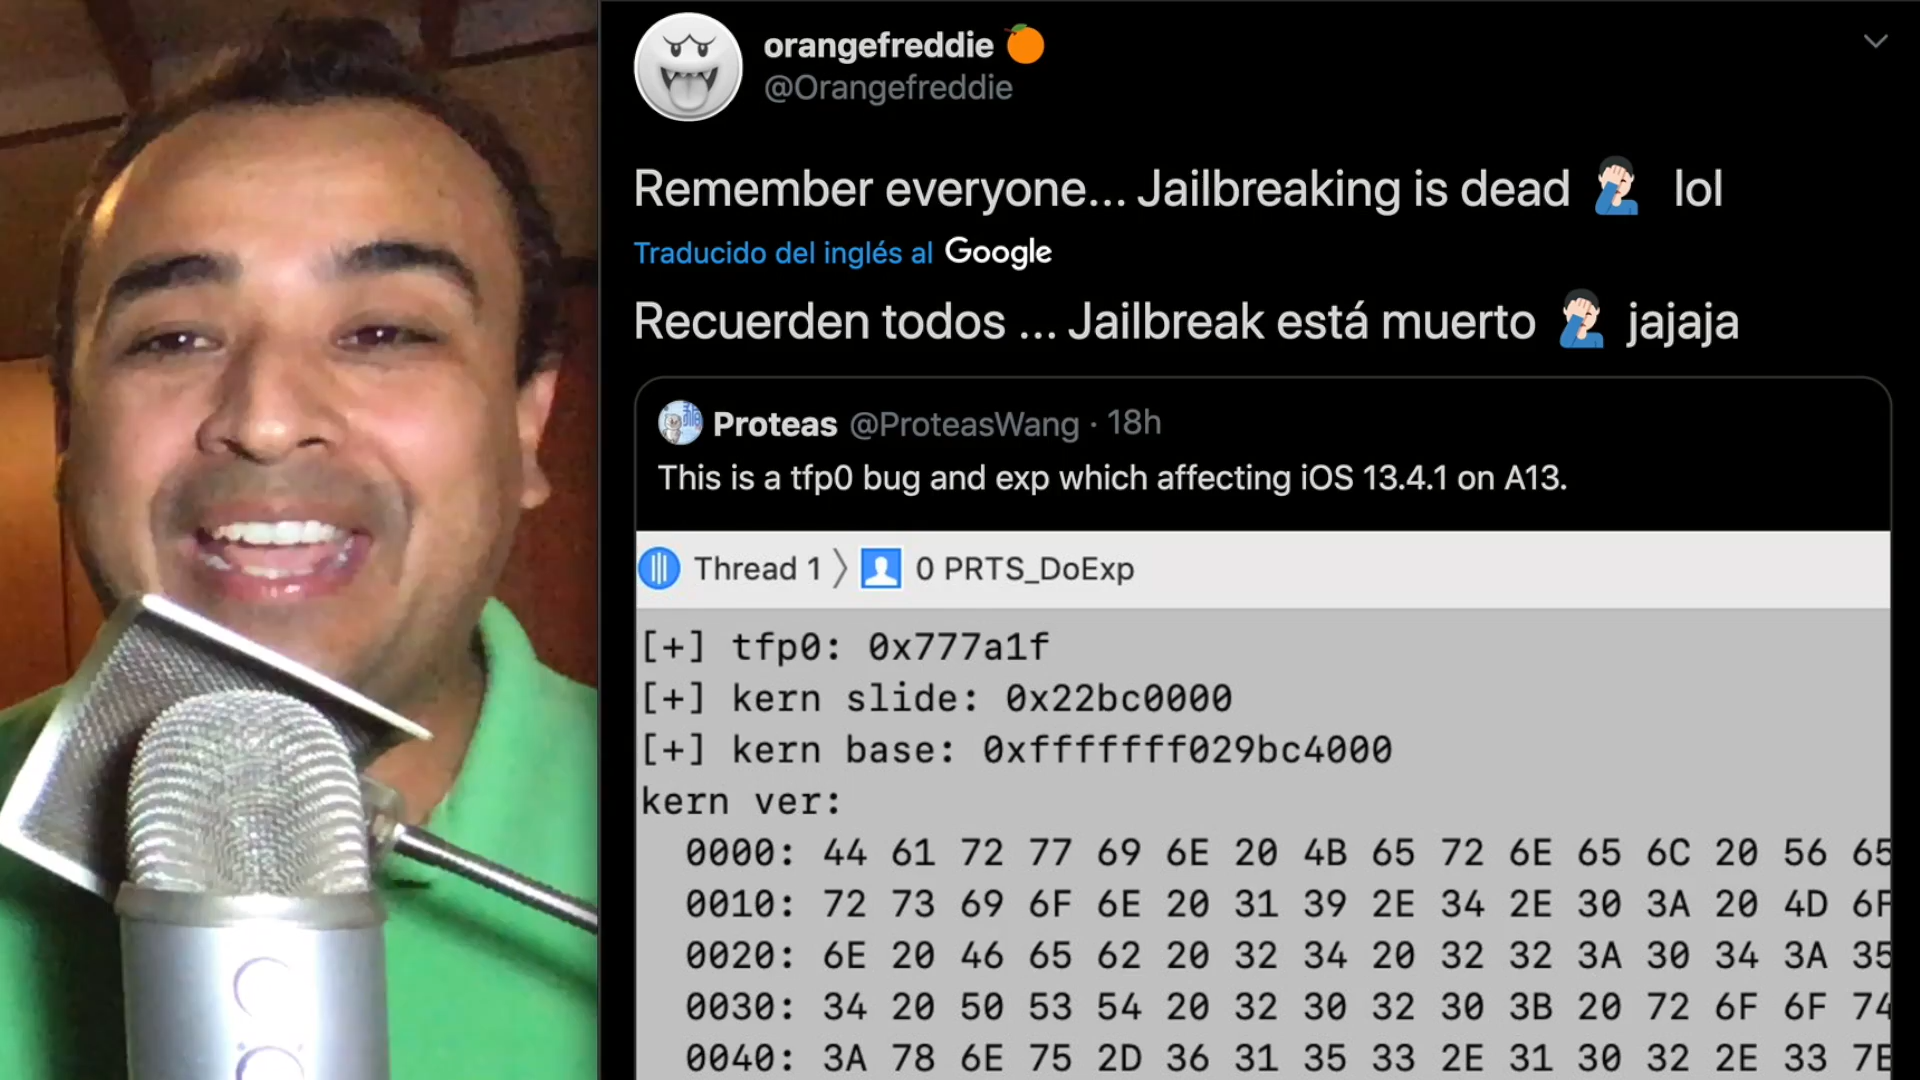 orangefreddie 🍊
@Orangefreddie
Remember everyone... Jailbreaking is dead 🤦🏻‍♂️ lol
Traducido del inglés al Google
Recuerden todos ... Jailbreak está muerto 🤦🏻‍♂️ jajaja
Proteas @ProteasWang · 18h
This is a tfp0 bug and exp which affecting iOS 13.4.1 on A13.
Thread 1 〉 0 PRTS_DoExp
[+] tfp0: 0x777a1f
[+] kern slide: 0x22bc0000
[+] kern base: 0xfffffff029bc4000
kern ver:
0000: 44 61 72 77 69 6E 20 4B 65 72 6E 65 6C 20 56 65
0010: 72 73 69 6F 6E 20 31 39 2E 34 2E 30 3A 20 4D 6F
0020: 6E 20 46 65 62 20 32 34 20 32 32 3A 30 34 3A 35
0030: 34 20 50 53 54 20 32 30 32 30 3B 20 72 6F 6F 74
0040: 3A 78 6E 75 2D 36 31 35 33 2E 31 30 32 2E 33 7E